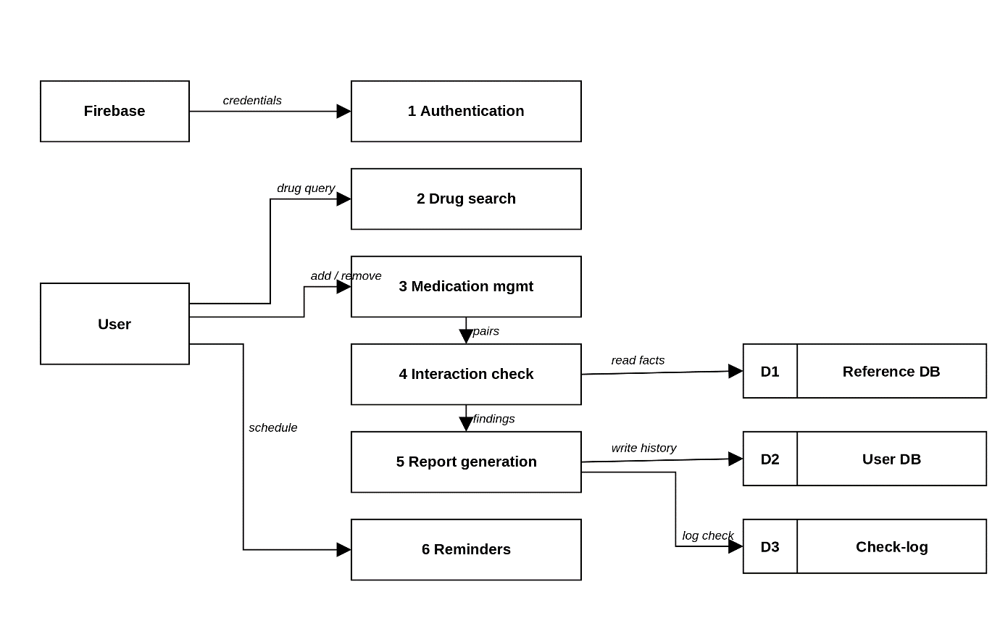 Firebase
credentials
1 Authentication
drug query
2 Drug search
add / remove
3 Medication mgmt
User
pairs
4 Interaction check
read facts
D1
Reference DB
findings
schedule
5 Report generation
write history
D2
User DB
log check
6 Reminders
D3
Check-log